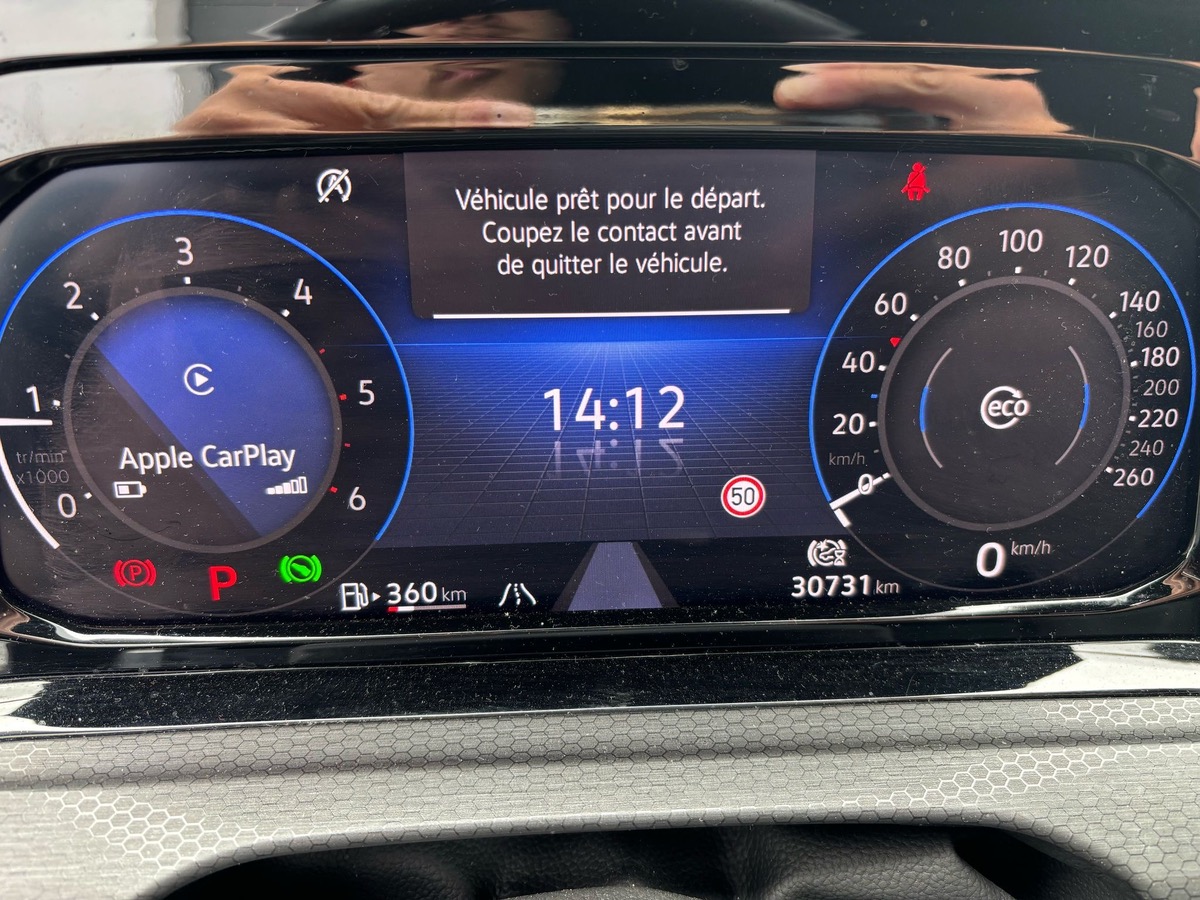 Véhicule prêt pour le départ.
Coupez le contact avant
de quitter le véhicule.
0
1
2
3
4
5
6
tr/min
x1000
Apple CarPlay
14:12
50
0
20
40
60
80
100
120
140
160
180
200
220
240
260
km/h
eco
0 km/h
P
P
360 km
30731 km